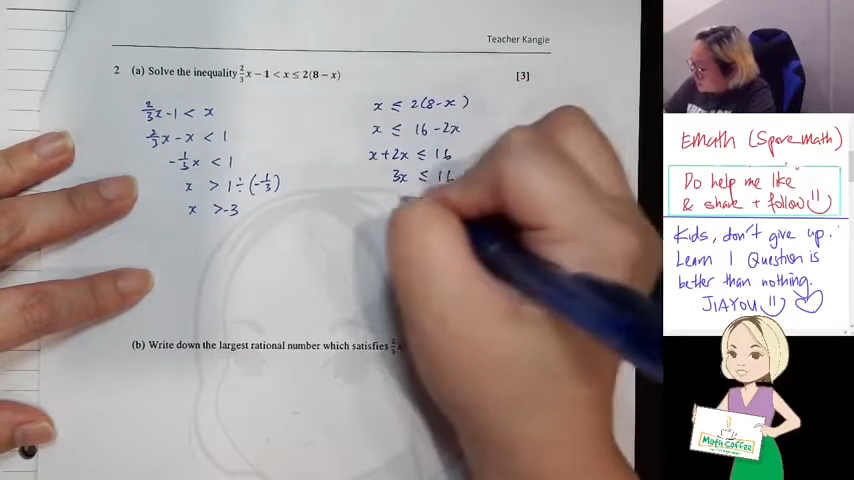 Teacher Kangie
2 (a) Solve the inequality 2/3 x − 1 < x ≤ 2(8 − x) [3]
2/3 x - 1 < x
2/3 x - x < 1
-1/3 x < 1
x > 1 ÷ (-1/3)
x > -3
x ≤ 2(8-x)
x ≤ 16-2x
x+2x ≤ 16
3x ≤ 16
(b) Write down the largest rational number which satisfies
EMath (Spore math)
Do help me like
& share + follow
Kids, don't give up.
Learn 1 Question is
better than nothing.
JIAYOU
Math Coffee